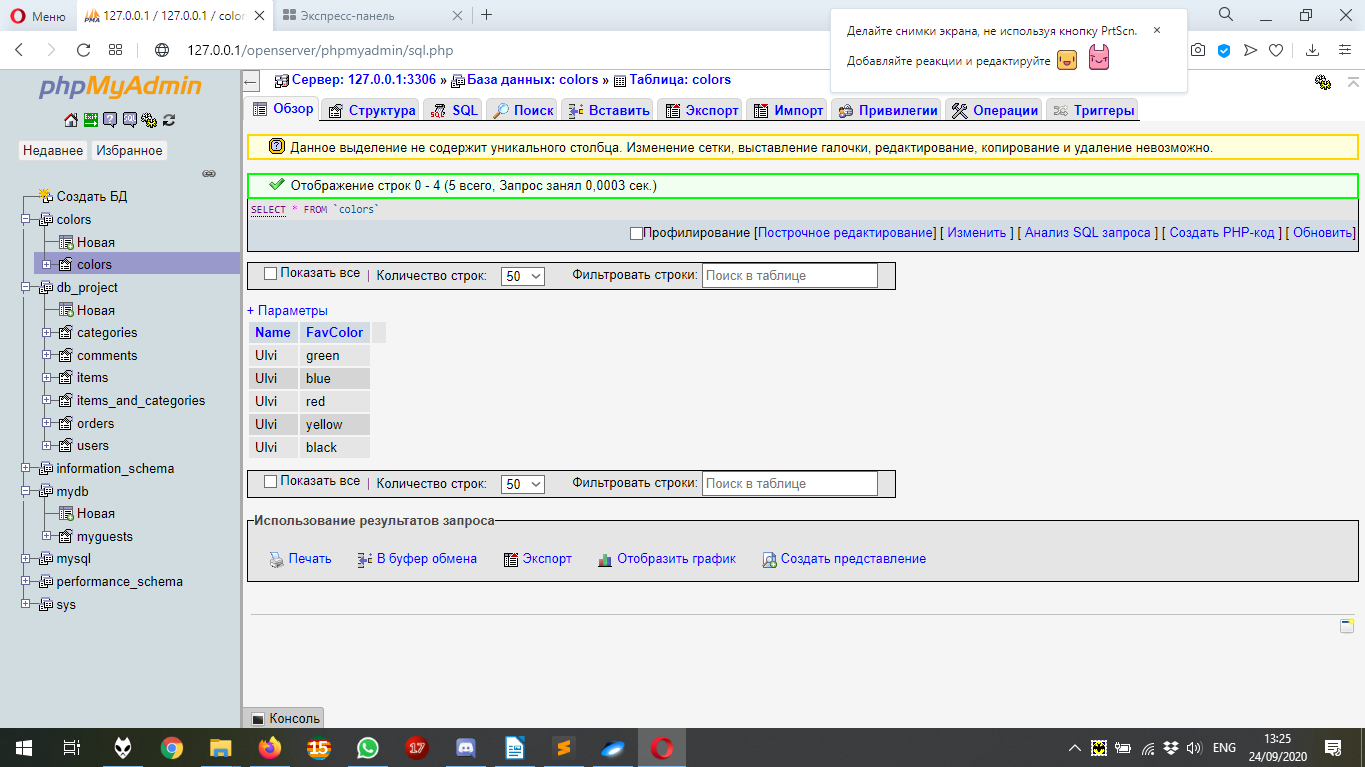 Меню
127.0.0.1 / 127.0.0.1 / color
Экспресс-панель
127.0.0.1/openserver/phpmyadmin/sql.php
Делайте снимки экрана, не используя кнопку PrtScn.
Добавляйте реакции и редактируйте
phpMyAdmin
Недавнее
Избранное
Создать БД
colors
Новая
colors
db_project
Новая
categories
comments
items
items_and_categories
orders
users
information_schema
mydb
Новая
myguests
mysql
performance_schema
sys
Сервер: 127.0.0.1:3306 » База данных: colors » Таблица: colors
Обзор Структура SQL Поиск Вставить Экспорт Импорт Привилегии Операции Триггеры
Данное выделение не содержит уникального столбца. Изменение сетки, выставление галочки, редактирование, копирование и удаление невозможно.
Отображение строк 0 - 4 (5 всего, Запрос занял 0,0003 сек.)
SELECT * FROM `colors`
Профилирование [Построчное редактирование] [ Изменить ] [ Анализ SQL запроса ] [ Создать PHP-код ] [ Обновить]
Показать все | Количество строк: 50 Фильтровать строки: Поиск в таблице
+ Параметры
Name FavColor
Ulvi green
Ulvi blue
Ulvi red
Ulvi yellow
Ulvi black
Показать все | Количество строк: 50 Фильтровать строки: Поиск в таблице
Использование результатов запроса
Печать В буфер обмена Экспорт Отобразить график Создать представление
Консоль
15
17
ENG
13:25
24/09/2020